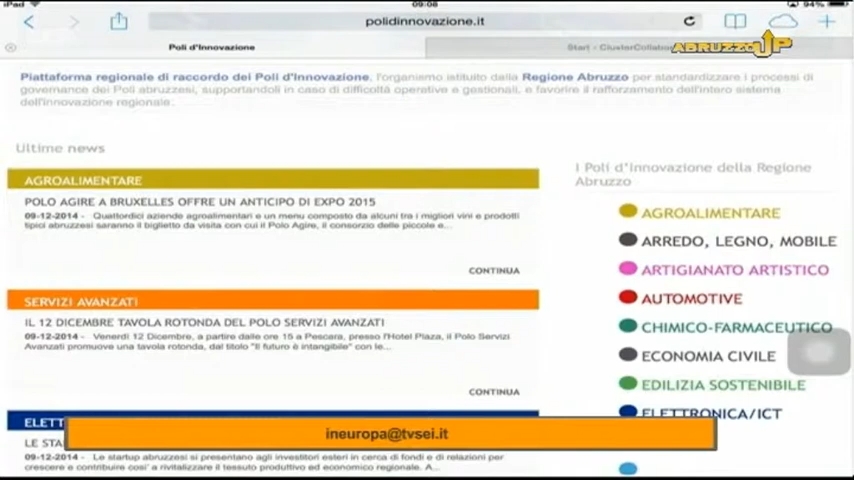 iPad
09:08
94%
polidinnovazione.it
Poli d'Innovazione
Start - ClusterCollabo
ABRUZZO UP
Piattaforma regionale di raccordo dei Poli d'Innovazione, l'organismo istituito dalla Regione Abruzzo per standardizzare i processi di
governance dei Poli abruzzesi, supportandoli in caso di difficoltà operative e gestionali, e favorire il rafforzamento dell'intero sistema
dell'innovazione regionale.
Ultime news
AGROALIMENTARE
POLO AGIRE A BRUXELLES OFFRE UN ANTICIPO DI EXPO 2015
09-12-2014 - Quattordici aziende agroalimentari e un menu composto da alcuni tra i migliori vini e prodotti
tipici abruzzesi saranno il biglietto da visita con cui il Polo Agire, il consorzio delle piccole e...
CONTINUA
SERVIZI AVANZATI
IL 12 DICEMBRE TAVOLA ROTONDA DEL POLO SERVIZI AVANZATI
09-12-2014 - Venerdì 12 Dicembre, a partire dalle ore 15 a Pescara, presso l'Hotel Plaza, il Polo Servizi
Avanzati promuove una tavola rotonda, dal titolo "Il futuro è intangibile" con le...
CONTINUA
ELETT
LE STA
09-12-2014 - Le startup abruzzesi si presentano agli investitori esteri in cerca di fondi e di relazioni per
crescere e contribuire cosi' a rivitalizzare il tessuto produttivo ed economico regionale. A...
I Poli d'Innovazione della Regione
Abruzzo
AGROALIMENTARE
ARREDO, LEGNO, MOBILE
ARTIGIANATO ARTISTICO
AUTOMOTIVE
CHIMICO-FARMACEUTICO
ECONOMIA CIVILE
EDILIZIA SOSTENIBILE
ELETTRONICA/ICT
ineuropa@tvsei.it